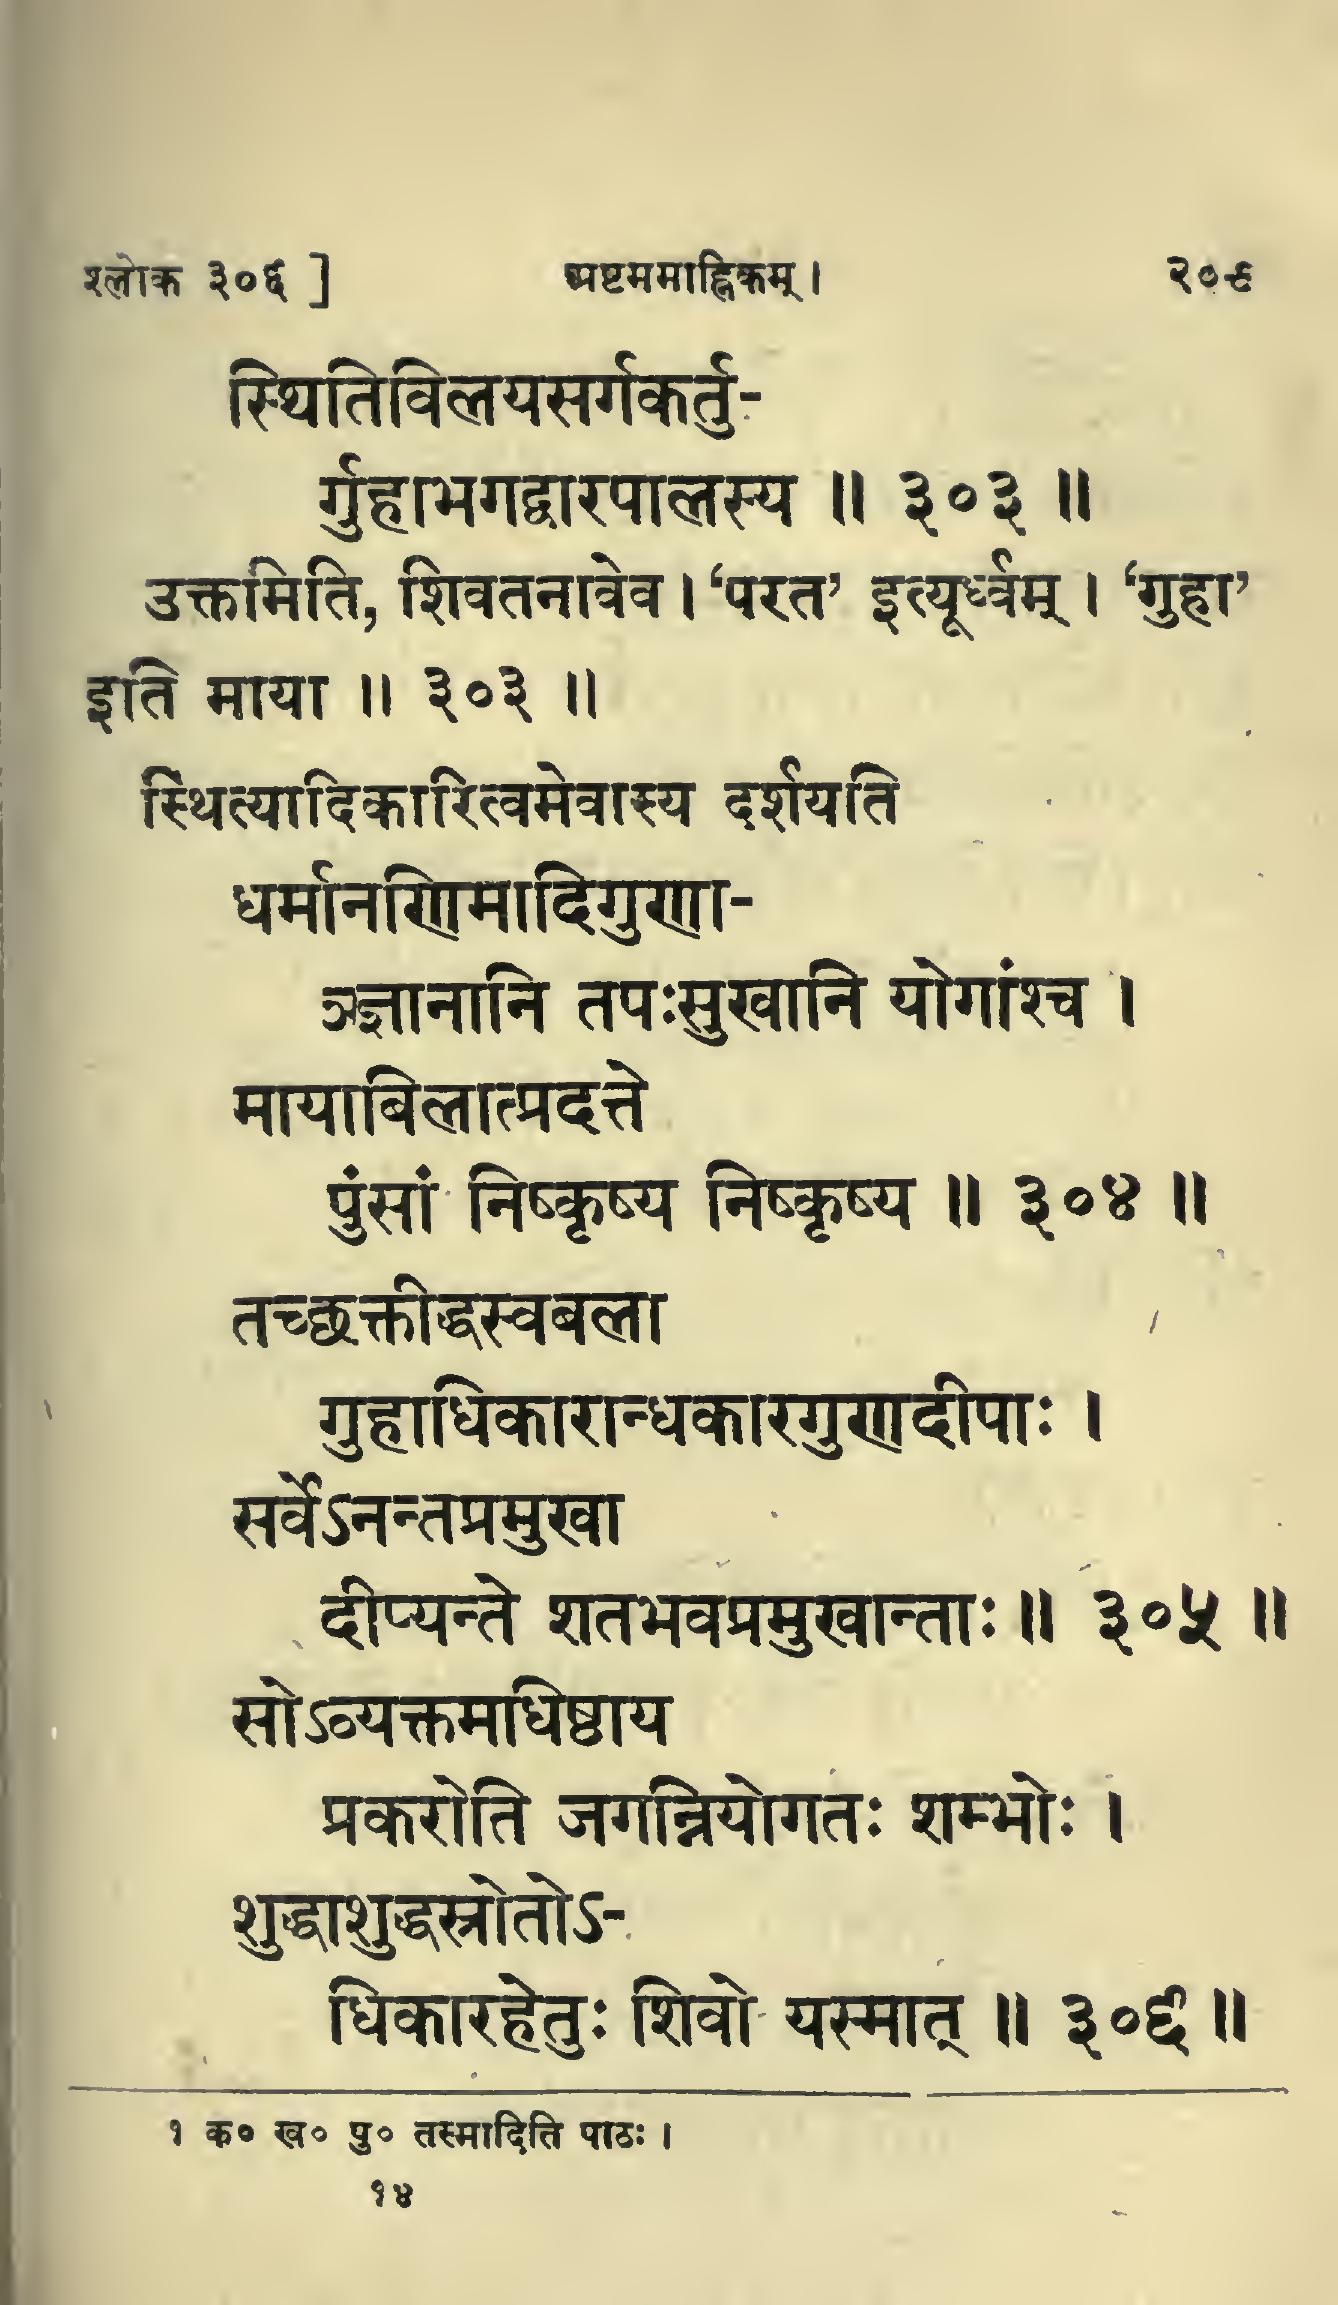 श्लोक ३०६ ] अष्टममाह्निकम् । २०९
स्थितिविलयसर्गकर्तु-
र्गुहाभगद्वारपालस्य ॥ ३०३ ॥
उक्तमिति, शिवतनावेव । ‘परत’ इत्यूर्ध्वम् । ‘गुहा’
इति माया ॥ ३०३ ॥
स्थित्यादिकारित्वमेवास्य दर्शयति
धर्मानणिमादिगुणा-
ञ्ज्ञानानि तपःसुखानि योगांश्च ।
मायाबिलात्प्रदत्ते
पुंसां निष्कृष्य निष्कृष्य ॥ ३०४ ॥
तच्छक्तीद्धस्वबला
गुहाधिकारान्धकारगुणदीपाः ।
सर्वेऽनन्तप्रमुखा
दीप्यन्ते शतभवप्रमुखान्ताः ॥ ३०५ ॥
सोऽव्यक्तमधिष्ठाय
प्रकरोति जगन्नियोगतः शम्भोः ।
शुद्धाशुद्धस्रोतोऽ-
धिकारहेतुः शिवो यस्मात् ॥ ३०६ ॥
१ क० ख० पु० तस्मादिति पाठः ।
१४